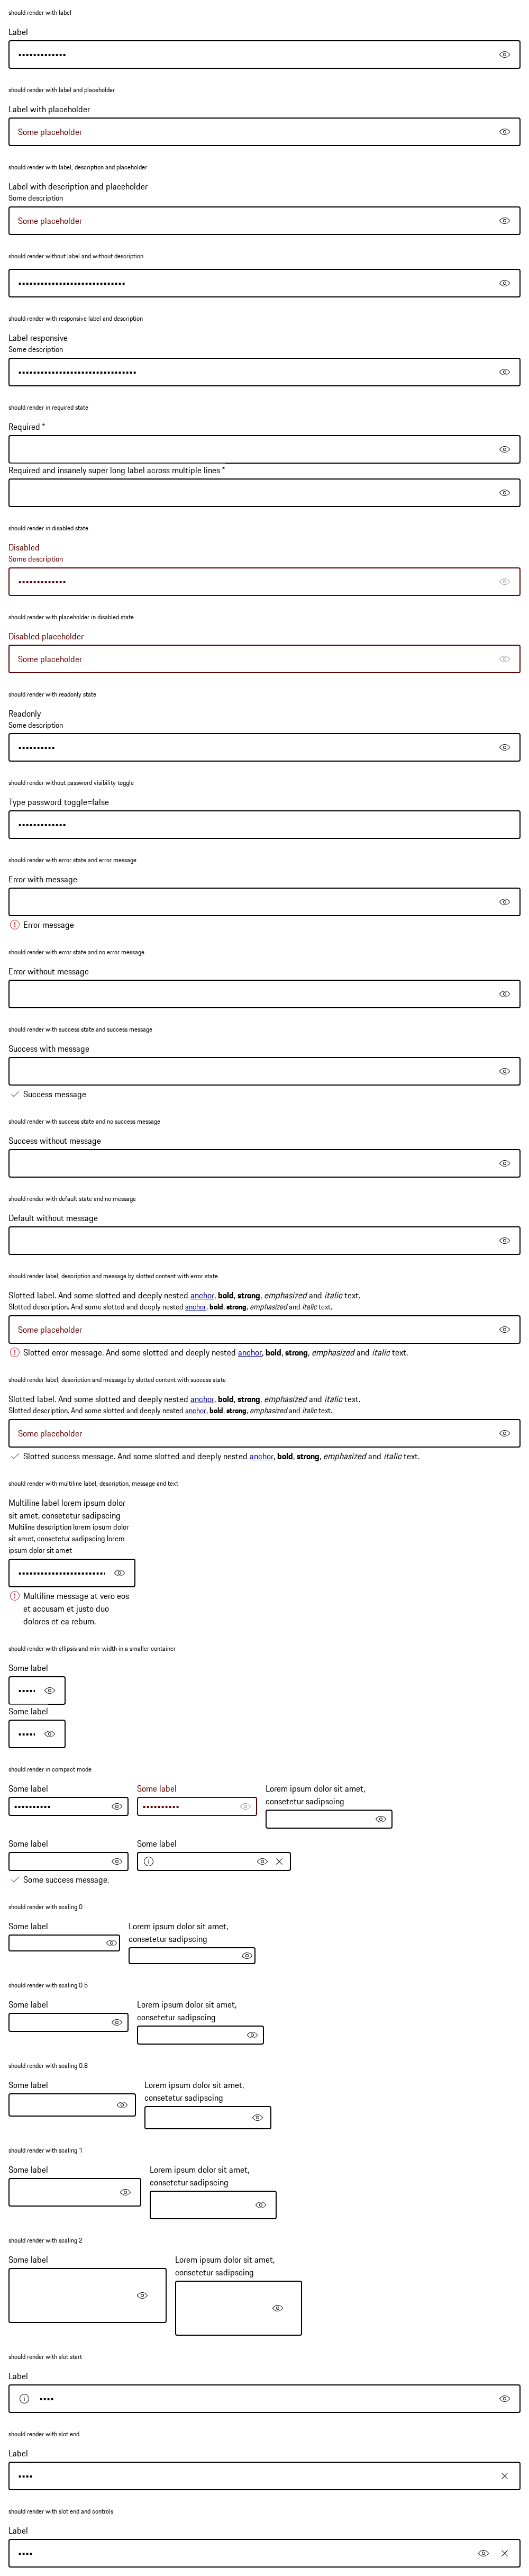 should render with label
Label
•••••••••••••
should render with label and placeholder
Label with placeholder
Some placeholder
should render with label, description and placeholder
Label with description and placeholder
Some description
Some placeholder
should render without label and without description
•••••••••••••••••••••••••••••
should render with responsive label and description
Label responsive
Some description
••••••••••••••••••••••••••••••••
should render in required state
Required *
Required and insanely super long label across multiple lines *
should render in disabled state
Disabled
Some description
•••••••••••••
should render with placeholder in disabled state
Disabled placeholder
Some placeholder
should render with readonly state
Readonly
Some description
••••••••••
should render without password visibility toggle
Type password toggle=false
•••••••••••••
should render with error state and error message
Error with message
Error message
should render with error state and no error message
Error without message
should render with success state and success message
Success with message
Success message
should render with success state and no success message
Success without message
should render with default state and no message
Default without message
should render label, description and message by slotted content with error state
Slotted label. And some slotted and deeply nested anchor, bold, strong, emphasized and italic text.
Slotted description. And some slotted and deeply nested anchor, bold, strong, emphasized and italic text.
Some placeholder
Slotted error message. And some slotted and deeply nested anchor, bold, strong, emphasized and italic text.
should render label, description and message by slotted content with success state
Slotted label. And some slotted and deeply nested anchor, bold, strong, emphasized and italic text.
Slotted description. And some slotted and deeply nested anchor, bold, strong, emphasized and italic text.
Some placeholder
Slotted success message. And some slotted and deeply nested anchor, bold, strong, emphasized and italic text.
should render with multiline label, description, message and text
Multiline label lorem ipsum dolor
sit amet, consetetur sadipscing
Multiline description lorem ipsum dolor
sit amet, consetetur sadipscing lorem
ipsum dolor sit amet
••••••••••••••••••••••••
Multiline message at vero eos
et accusam et justo duo
dolores et ea rebum.
should render with ellipsis and min-width in a smaller container
Some label
•••••
Some label
•••••
should render in compact mode
Some label
••••••••••
Some label
••••••••••
Lorem ipsum dolor sit amet,
consetetur sadipscing
Some label
Some success message.
Some label
should render with scaling 0
Some label
Lorem ipsum dolor sit amet,
consetetur sadipscing
should render with scaling 0.5
Some label
Lorem ipsum dolor sit amet,
consetetur sadipscing
should render with scaling 0.8
Some label
Lorem ipsum dolor sit amet,
consetetur sadipscing
should render with scaling 1
Some label
Lorem ipsum dolor sit amet,
consetetur sadipscing
should render with scaling 2
Some label
Lorem ipsum dolor sit amet,
consetetur sadipscing
should render with slot start
Label
••••
should render with slot end
Label
••••
should render with slot end and controls
Label
••••